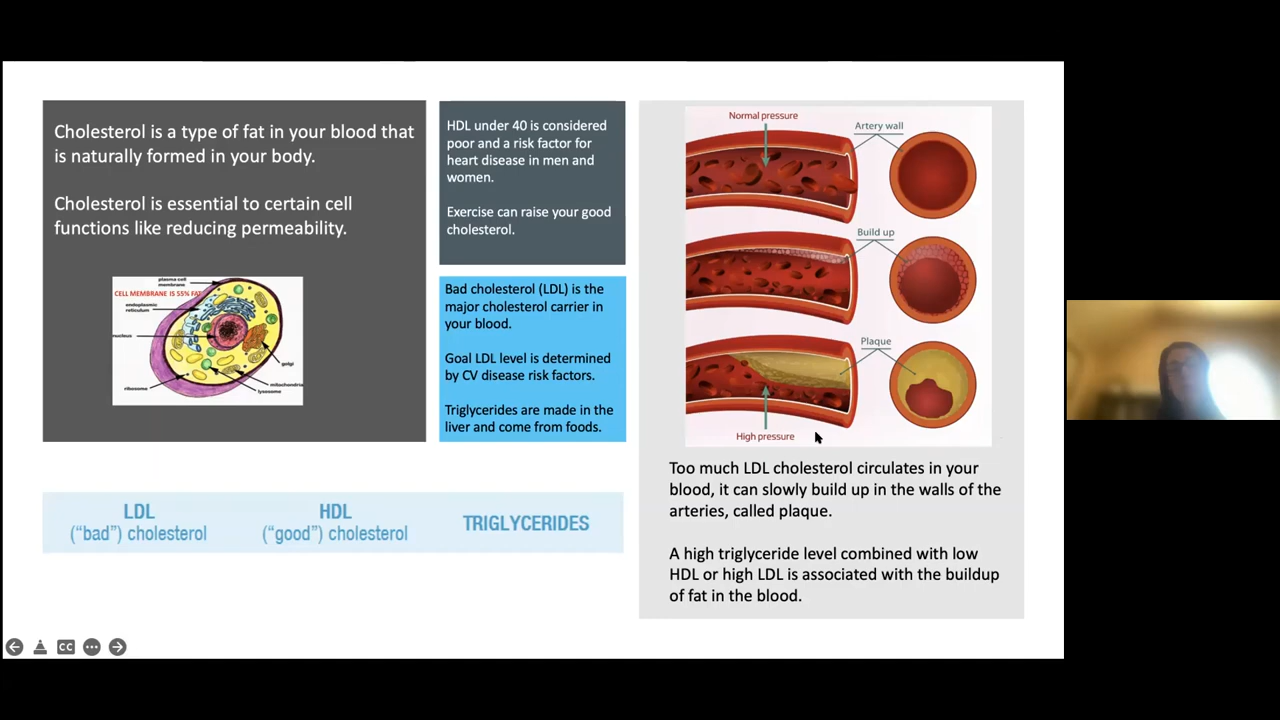 Cholesterol is a type of fat in your blood that
is naturally formed in your body.
Cholesterol is essential to certain cell
functions like reducing permeability.
plasma cell
membrane
CELL MEMBRANE IS 55% FAT
endoplasmic
reticulum
nucleus
golgi
mitochondria
lysosome
ribosome
HDL under 40 is considered
poor and a risk factor for
heart disease in men and
women.
Exercise can raise your good
cholesterol.
Bad cholesterol (LDL) is the
major cholesterol carrier in
your blood.
Goal LDL level is determined
by CV disease risk factors.
Triglycerides are made in the
liver and come from foods.
LDL
("bad") cholesterol
HDL
("good") cholesterol
TRIGLYCERIDES
Normal pressure
Artery wall
Build up
Plaque
High pressure
Too much LDL cholesterol circulates in your
blood, it can slowly build up in the walls of the
arteries, called plaque.
A high triglyceride level combined with low
HDL or high LDL is associated with the buildup
of fat in the blood.
CC